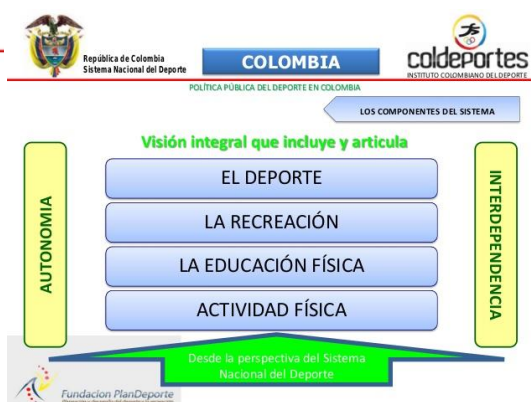 República de Colombia
Sistema Nacional del Deporte
COLOMBIA
coldeportes
INSTITUTO COLOMBIANO DEL DEPORTE
POLÍTICA PÚBLICA DEL DEPORTE EN COLOMBIA
LOS COMPONENTES DEL SISTEMA
Visión integral que incluye y articula
AUTONOMIA
EL DEPORTE
LA RECREACIÓN
LA EDUCACIÓN FÍSICA
ACTIVIDAD FÍSICA
INTERDEPENDENCIA
Desde la perspectiva del Sistema
Nacional del Deporte
Fundacion PlanDeporte